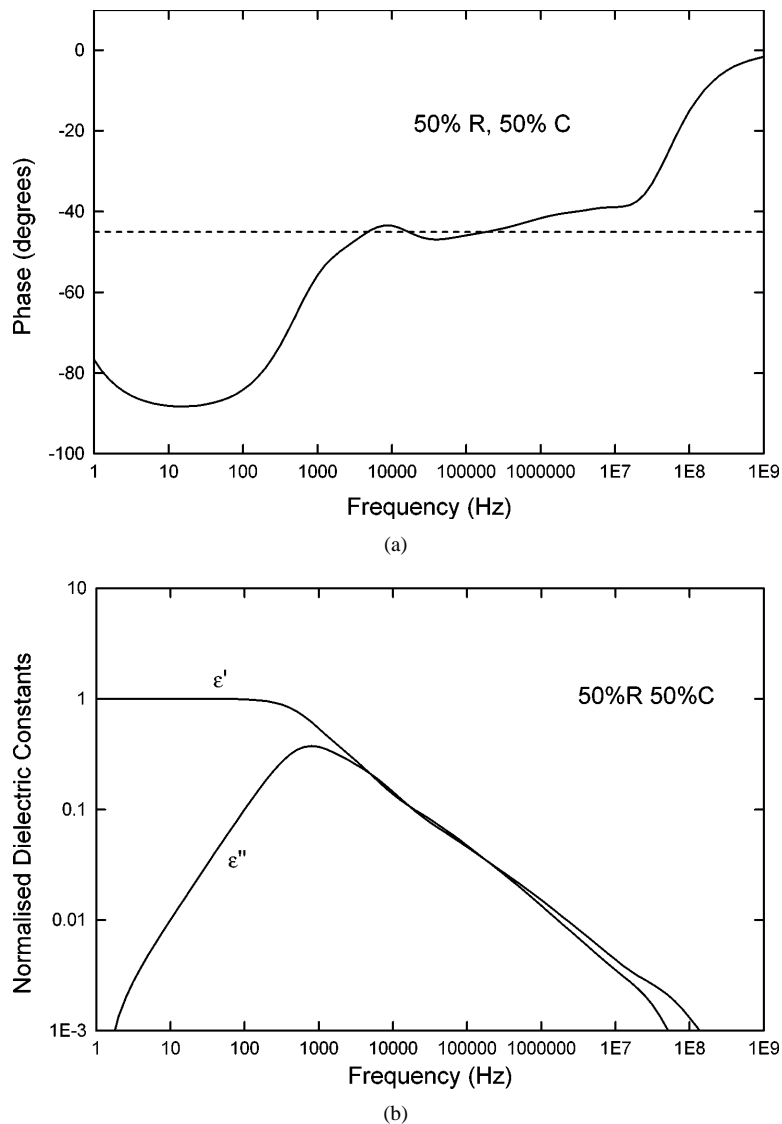 0
-20
-40
-60
-80
-100
Phase (degrees)
50% R, 50% C
1 10 100 1000 10000 100000 1000000 1E7 1E8 1E9
Frequency (Hz)
(a)
10
1
0.1
0.01
1E-3
Normalised Dielectric Constants
ε'
50%R 50%C
ε"
1 10 100 1000 10000 100000 1000000 1E7 1E8 1E9
Frequency (Hz)
(b)